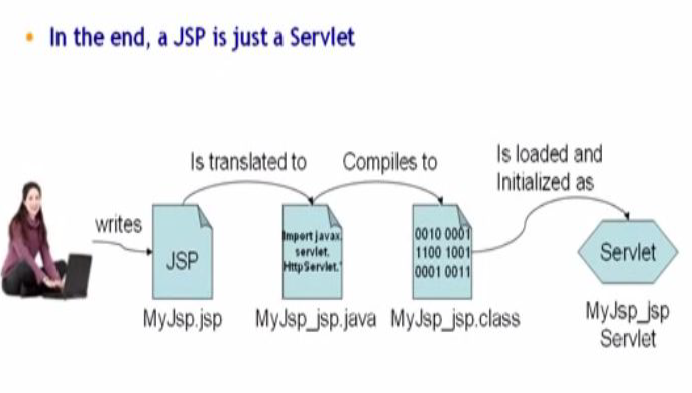 • In the end, a JSP is just a Servlet
Is translated to
Compiles to
Is loaded and
Initialized as
writes
JSP
Import javax.
servlet.
HttpServlet.*
0010 0001
1100 1001
0001 0011
Servlet
MyJsp.jsp
MyJsp_jsp.java
MyJsp_jsp.class
MyJsp_jsp
Servlet